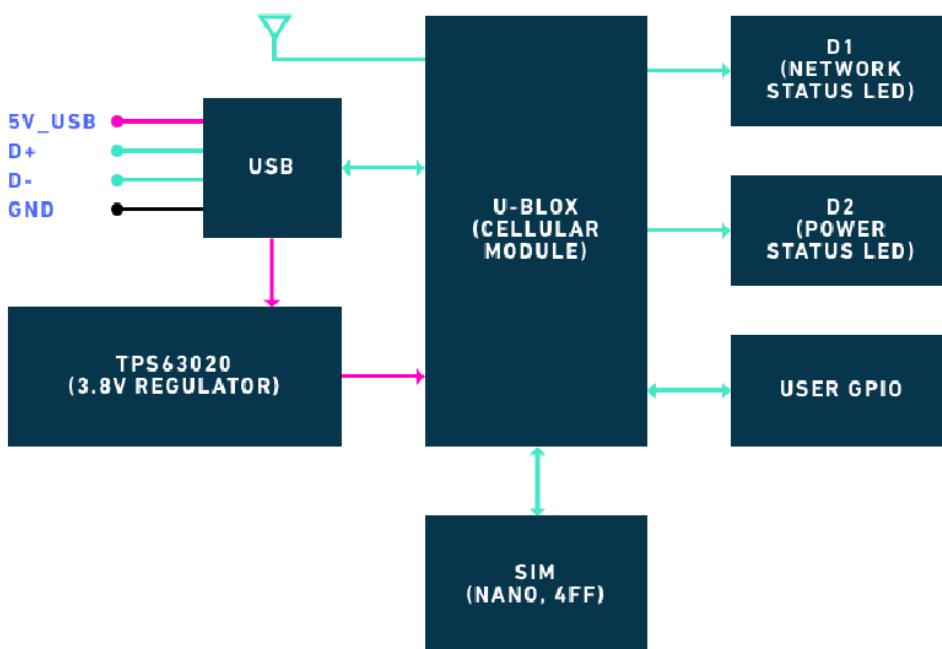 5V_USB
D+
D-
GND
USB
TPS63020
(3.8V REGULATOR)
U-BLOX
(CELLULAR
MODULE)
D1
(NETWORK
STATUS LED)
D2
(POWER
STATUS LED)
USER GPIO
SIM
(NANO, 4FF)